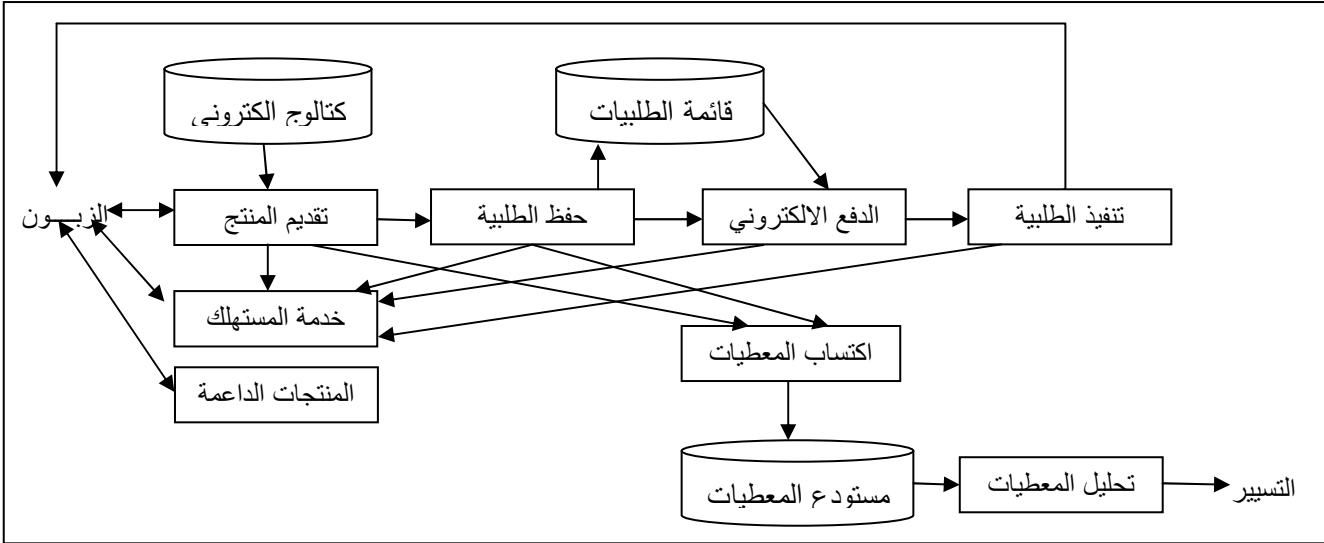 كتالوج الكتروني
قائمة الطلبيات
الزبـــون
تقديم المنتج
حفظ الطلبية
الدفع الالكتروني
تنفيذ الطلبية
خدمة المستهلك
اكتساب المعطيات
المنتجات الداعمة
مستودع المعطيات
تحليل المعطيات
التسيير